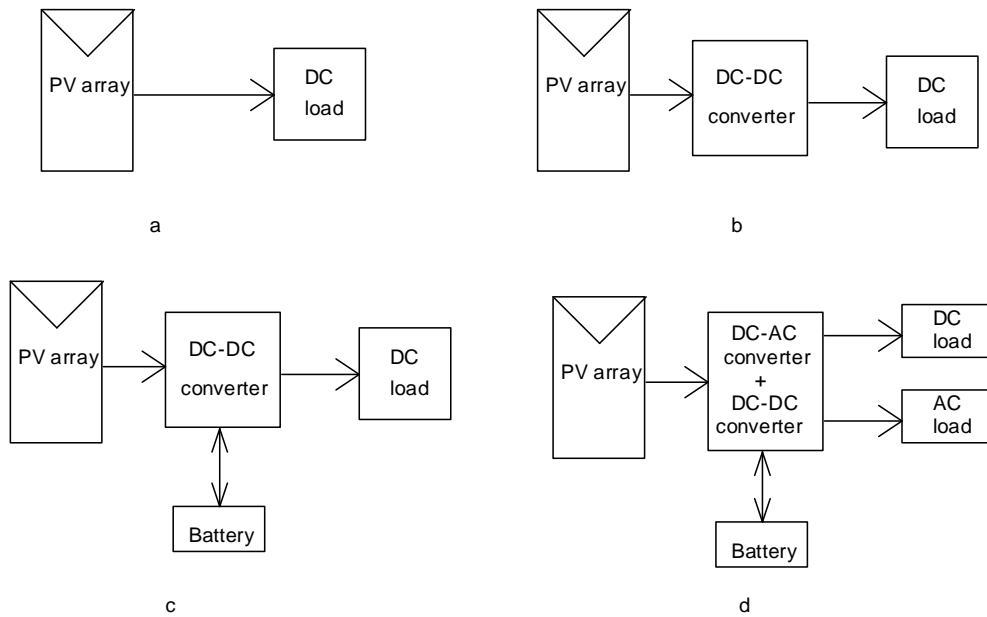 PV array
DC
load
a
PV array
DC-DC
converter
DC
load
b
PV array
DC-DC
converter
DC
load
Battery
c
PV array
DC-AC
converter
+
DC-DC
converter
DC
load
AC
load
Battery
d